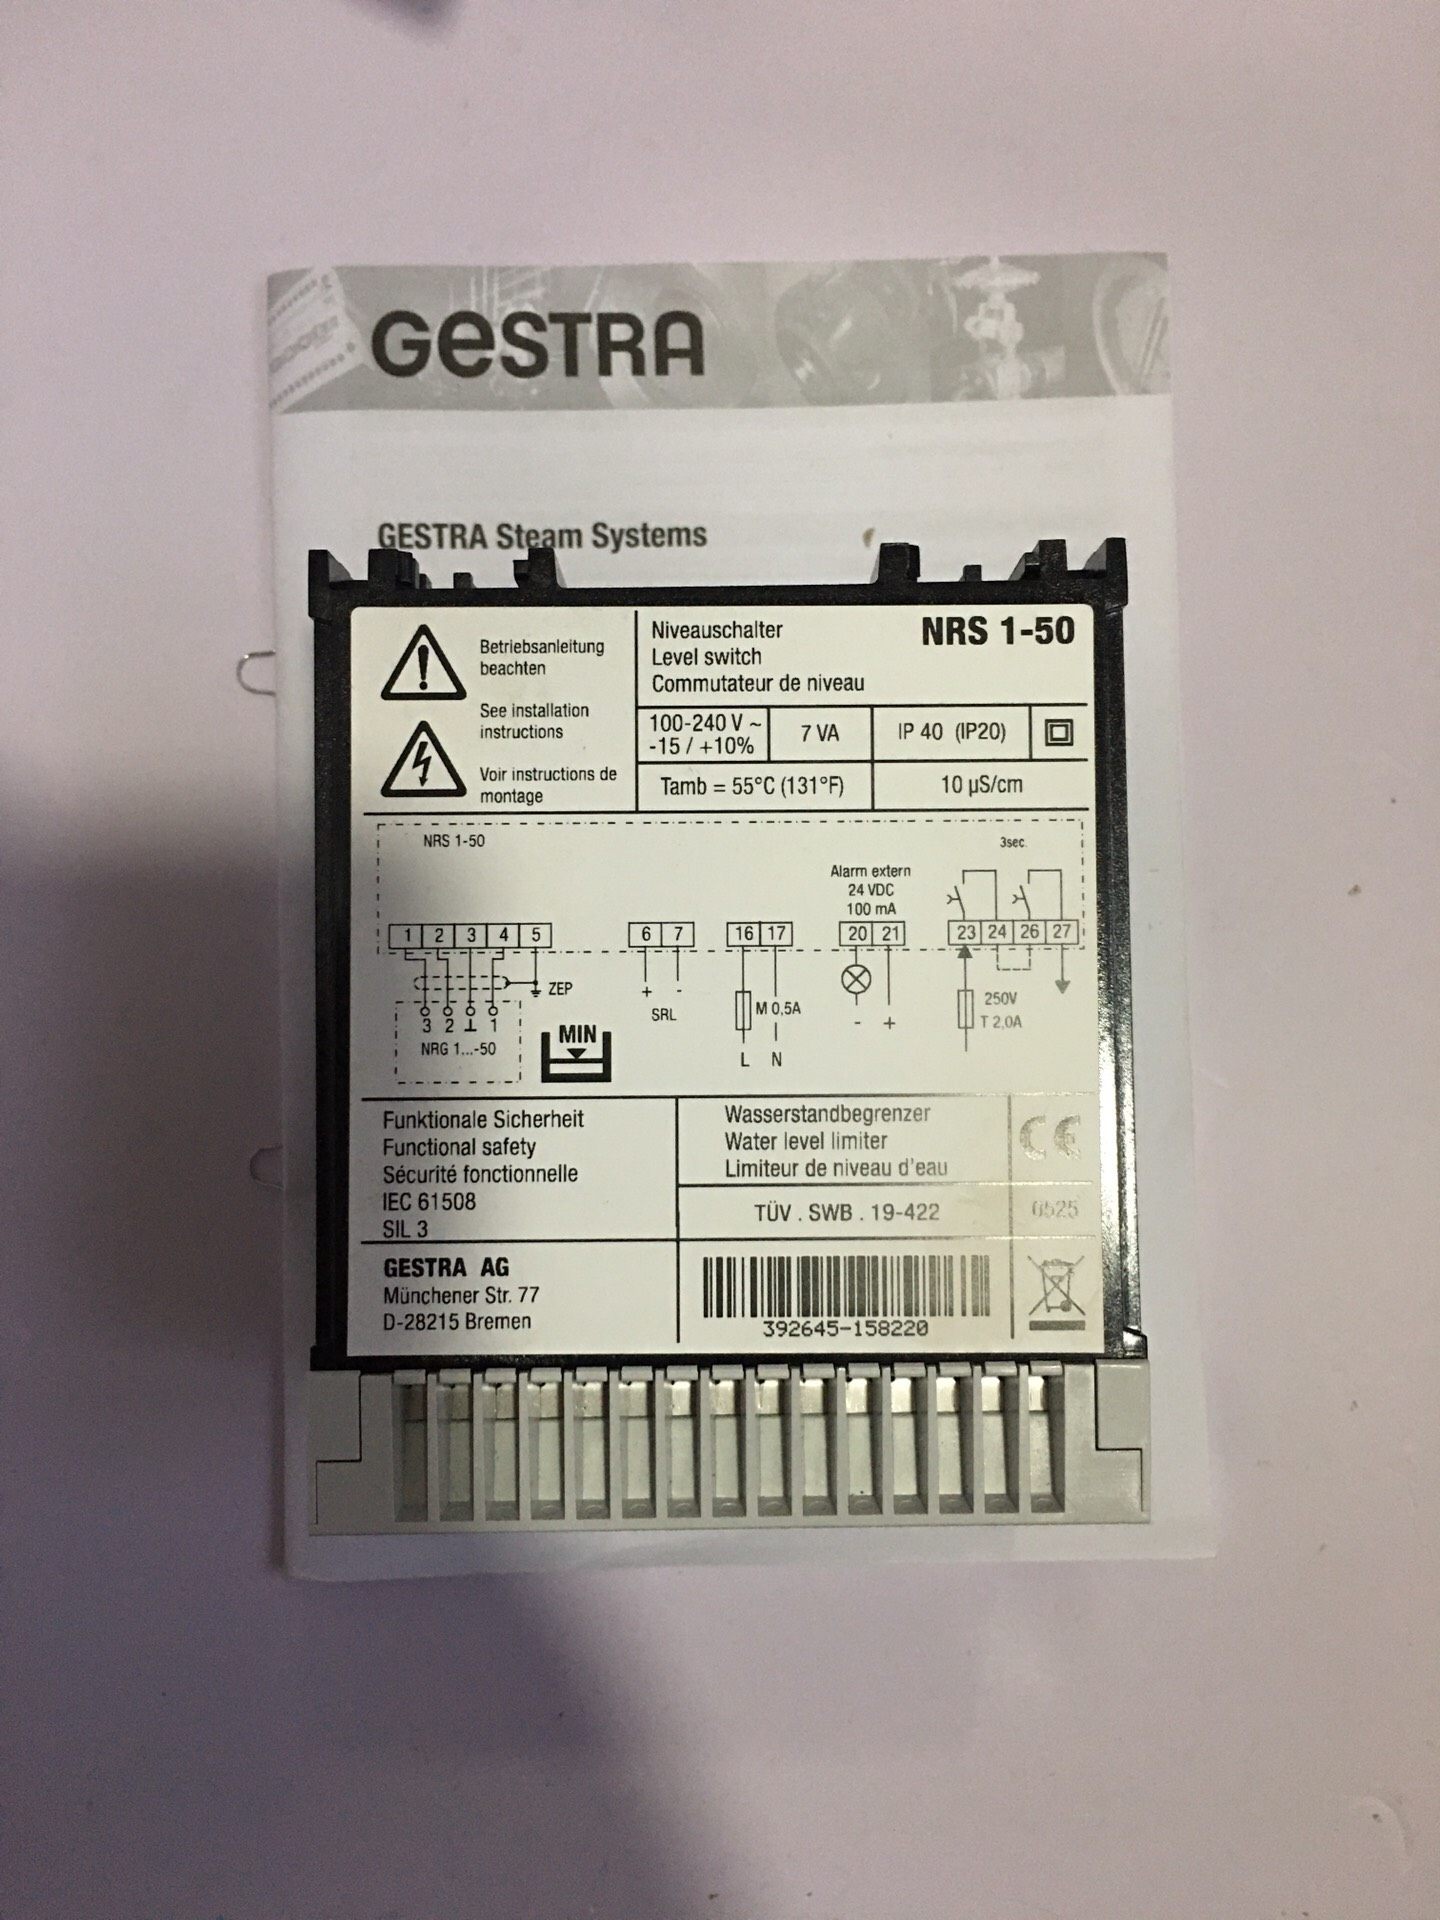 GESTRA
GESTRA Steam Systems
Betriebsanleitung
beachten
See installation
instructions
Voir instructions de
montage
Niveauschalter
Level switch
Commutateur de niveau
NRS 1-50
100-240 V ~
-15 / +10%
7 VA
IP 40 (IP20)
Tamb = 55°C (131°F)
10 µS/cm
NRS 1-50
3sec.
Alarm extern
24 VDC
100 mA
1 2 3 4 5
6 7
16 17
20 21
23 24 26 27
ZEP
+ -
SRL
M 0,5A
L N
- +
250V
T 2,0A
3 2 ⊥ 1
NRG 1...-50
MIN
Funktionale Sicherheit
Functional safety
Sécurité fonctionnelle
IEC 61508
SIL 3
Wasserstandbegrenzer
Water level limiter
Limiteur de niveau d'eau
CE
TÜV . SWB . 19-422
0525
GESTRA AG
Münchener Str. 77
D-28215 Bremen
392645-158220